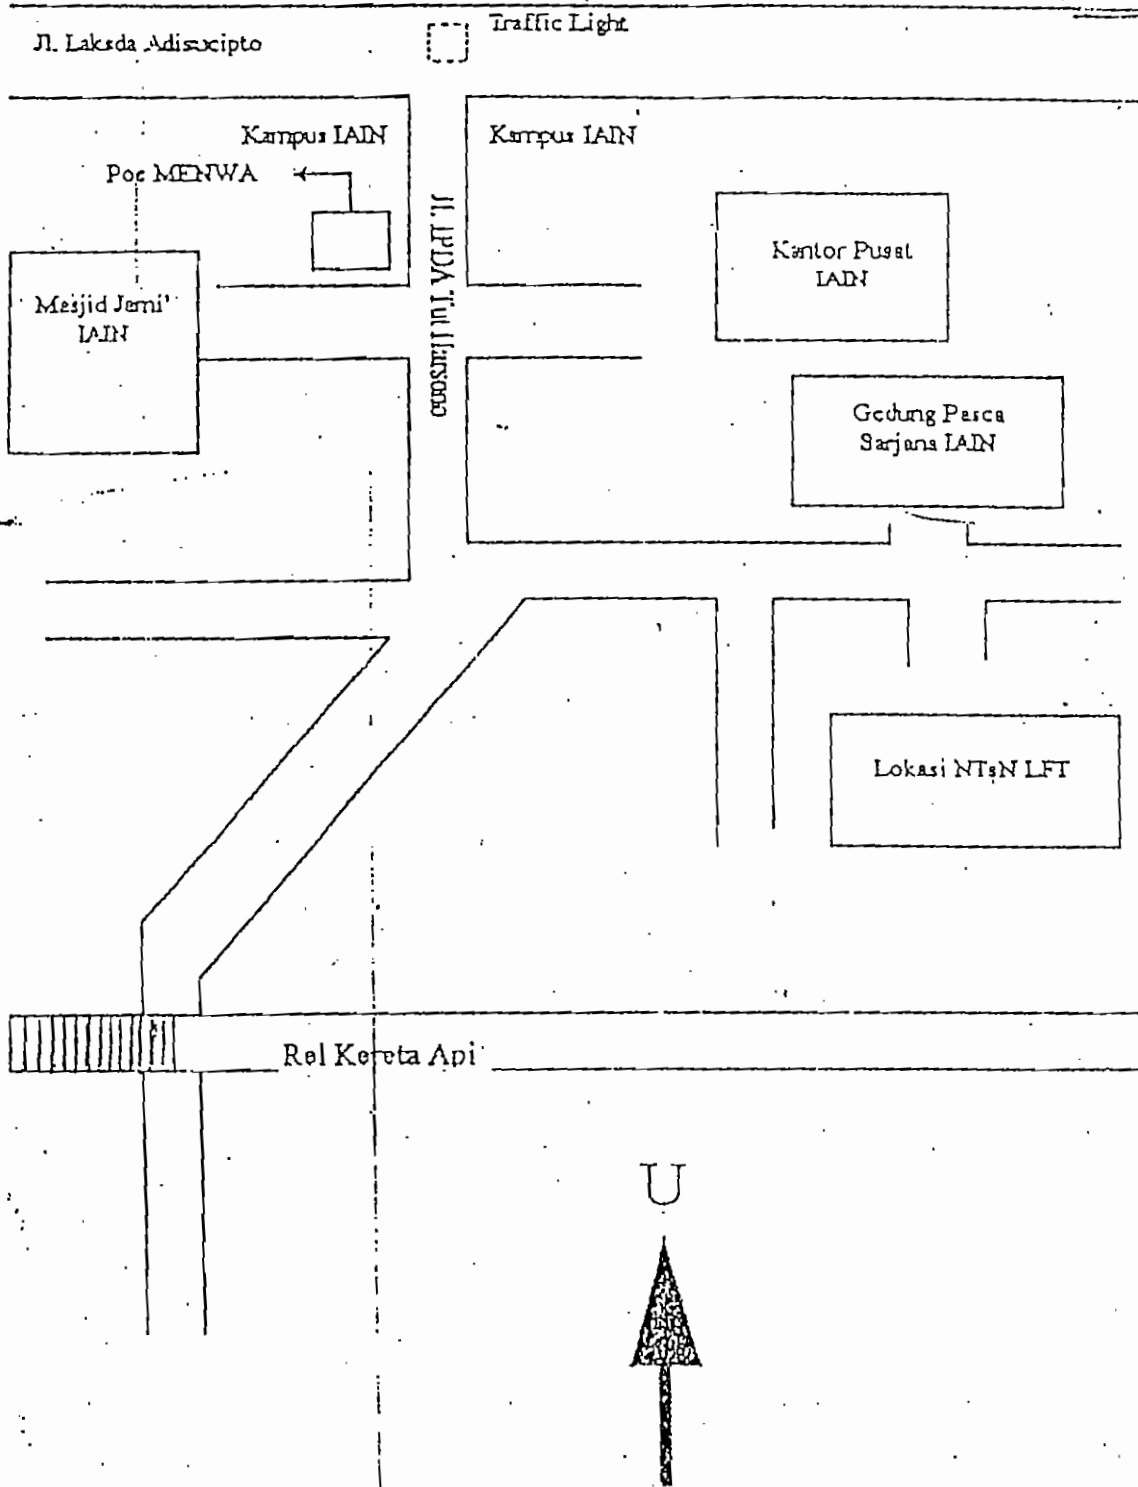 Traffic Light
Jl. Laksda Adisucipto
Kampus IAIN
Kampus IAIN
Pos MENWA
Jl. IPDA Tut Harsono
Kantor Pusat
IAIN
Mesjid Jami'
IAIN
Gedung Pasca
Sarjana IAIN
Lokasi NTsN LFT
Rel Kereta Api
U